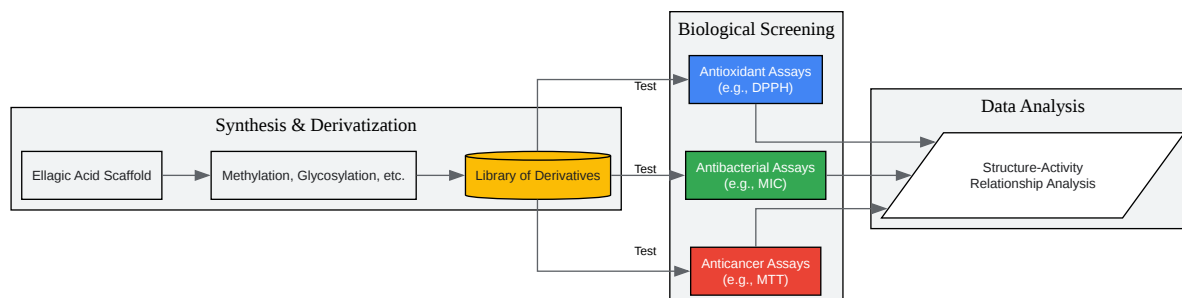 Synthesis & Derivatization
Ellagic Acid Scaffold
Methylation, Glycosylation, etc.
Library of Derivatives
Test
Test
Test
Biological Screening
Antioxidant Assays
(e.g., DPPH)
Antibacterial Assays
(e.g., MIC)
Anticancer Assays
(e.g., MTT)
Data Analysis
Structure-Activity
Relationship Analysis